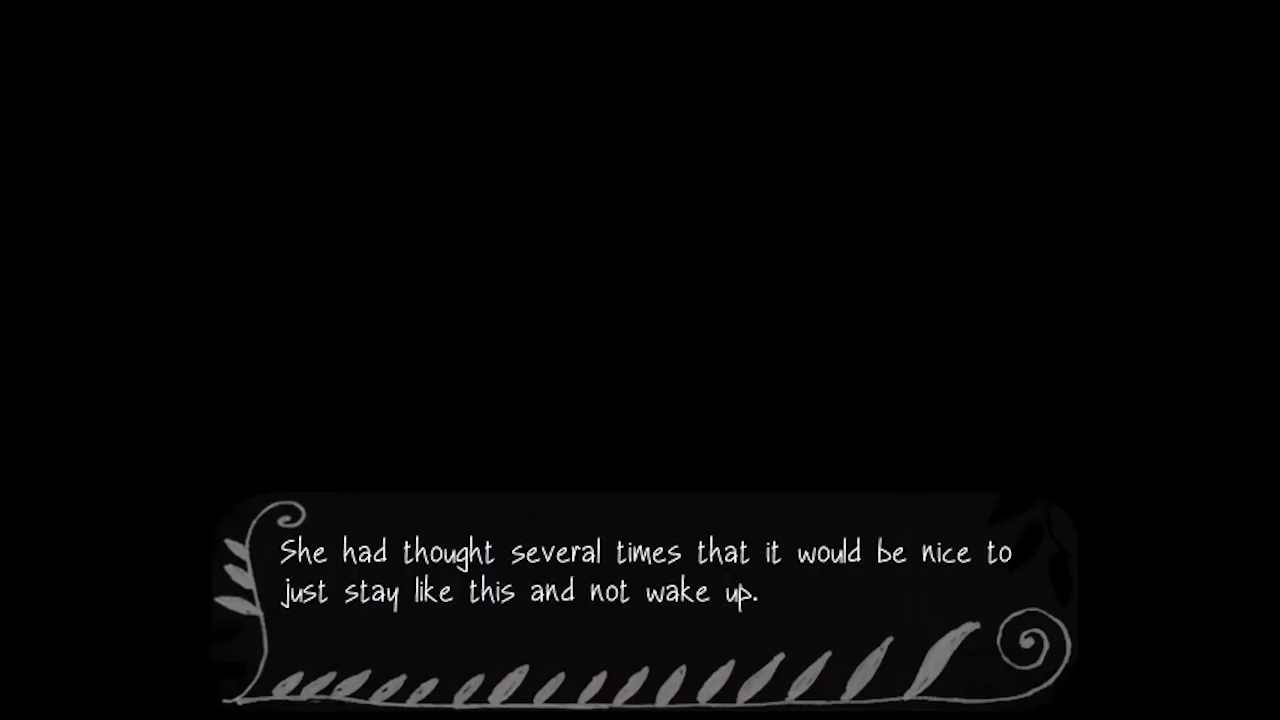 She had thought several times that it would be nice to
just stay like this and not wake up.